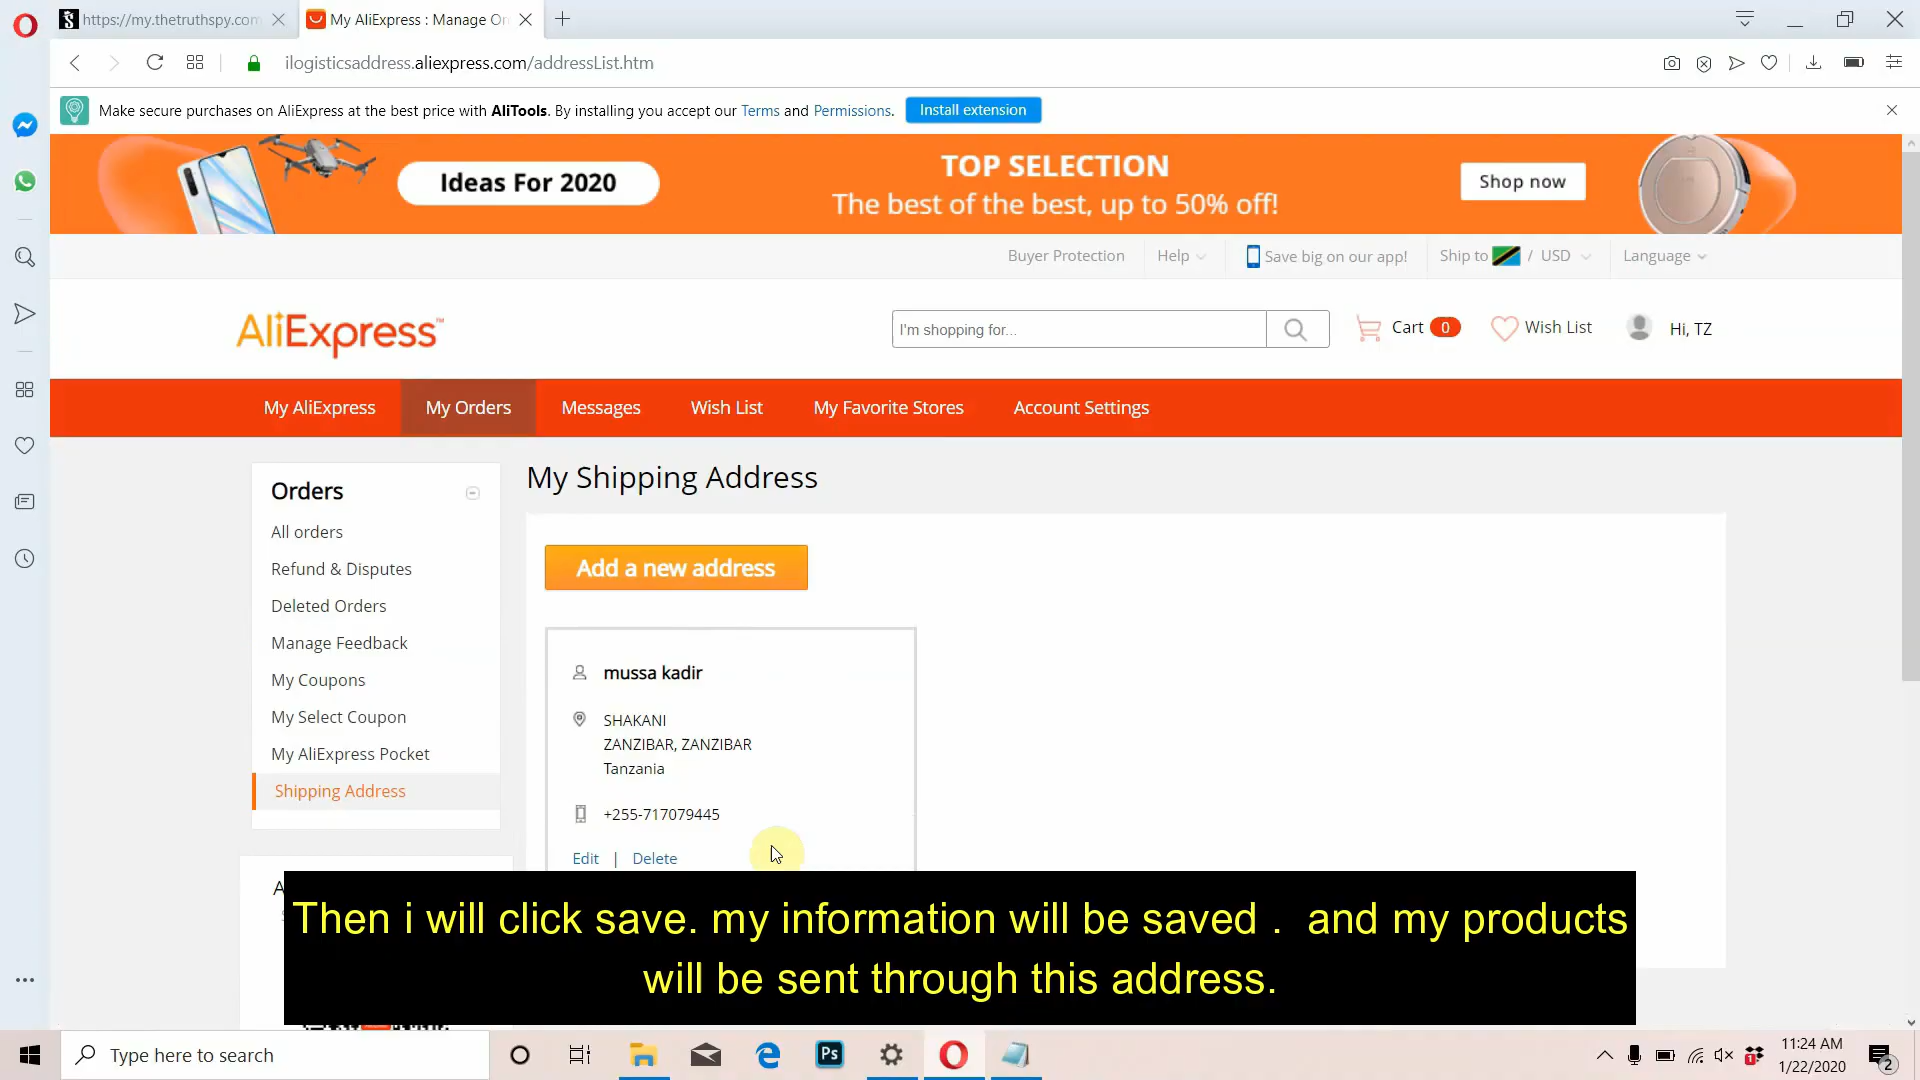 https://my.thetruthspy.com
My AliExpress : Manage Or
ilogisticsaddress.aliexpress.com/addressList.htm
Make secure purchases on AliExpress at the best price with AliTools. By installing you accept our Terms and Permissions.
Install extension
Ideas For 2020
TOP SELECTION
The best of the best, up to 50% off!
Shop now
Buyer Protection
Help
Save big on our app!
Ship to / USD
Language
AliExpress™
I'm shopping for...
Cart 0
Wish List
Hi, TZ
My AliExpress
My Orders
Messages
Wish List
My Favorite Stores
Account Settings
Orders
All orders
Refund & Disputes
Deleted Orders
Manage Feedback
My Coupons
My Select Coupon
My AliExpress Pocket
Shipping Address
My Shipping Address
Add a new address
mussa kadir
SHAKANI
ZANZIBAR, ZANZIBAR
Tanzania
+255-717079445
Edit | Delete
Then i will click save. my information will be saved . and my products
will be sent through this address.
Type here to search
Ps
11:24 AM
1/22/2020
2